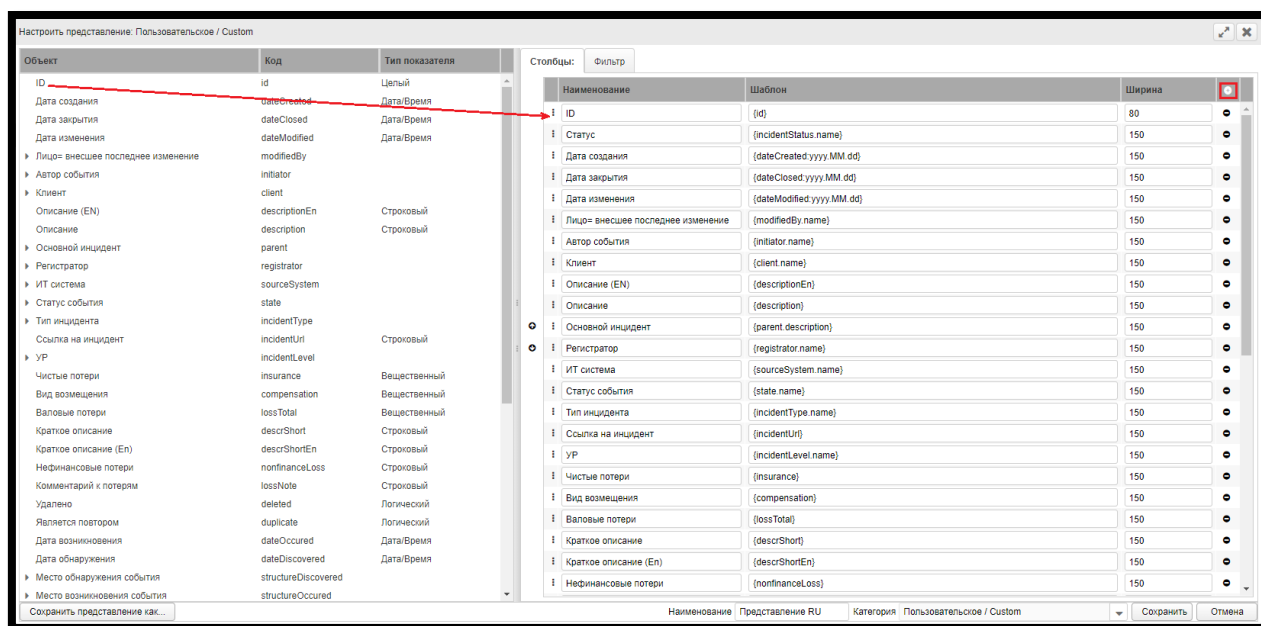 Настроить представление: Пользовательское / Custom
Объект Код Тип показателя
ID id Целый
Дата создания dateCreated Дата/Время
Дата закрытия dateClosed Дата/Время
Дата изменения dateModified Дата/Время
Лицо= внесшее последнее изменение modifiedBy
Автор события initiator
Клиент client
Описание (EN) descriptionEn Строковый
Описание description Строковый
Основной инцидент parent
Регистратор registrator
ИТ система sourceSystem
Статус события state
Тип инцидента incidentType
Ссылка на инцидент incidentUrl Строковый
УР incidentLevel
Чистые потери insurance Вещественный
Вид возмещения compensation Вещественный
Валовые потери lossTotal Вещественный
Краткое описание descrShort Строковый
Краткое описание (En) descrShortEn Строковый
Нефинансовые потери nonfinanceLoss Строковый
Комментарий к потерям lossNote Строковый
Удалено deleted Логический
Является повтором duplicate Логический
Дата возникновения dateOccured Дата/Время
Дата обнаружения dateDiscovered Дата/Время
Место обнаружения события structureDiscovered
Место возникновения события structureOccured
Столбцы: Фильтр
Наименование Шаблон Ширина
ID {id} 80
Статус {incidentStatus.name} 150
Дата создания {dateCreated:yyyy.MM.dd} 150
Дата закрытия {dateClosed:yyyy.MM.dd} 150
Дата изменения {dateModified:yyyy.MM.dd} 150
Лицо= внесшее последнее изменение {modifiedBy.name} 150
Автор события {initiator.name} 150
Клиент {client.name} 150
Описание (EN) {descriptionEn} 150
Описание {description} 150
Основной инцидент {parent.description} 150
Регистратор {registrator.name} 150
ИТ система {sourceSystem.name} 150
Статус события {state.name} 150
Тип инцидента {incidentType.name} 150
Ссылка на инцидент {incidentUrl} 150
УР {incidentLevel.name} 150
Чистые потери {insurance} 150
Вид возмещения {compensation} 150
Валовые потери {lossTotal} 150
Краткое описание {descrShort} 150
Краткое описание (En) {descrShortEn} 150
Нефинансовые потери {nonfinanceLoss} 150
Сохранить представление как... Наименование Представление RU Категория Пользовательское / Custom Сохранить Отмена